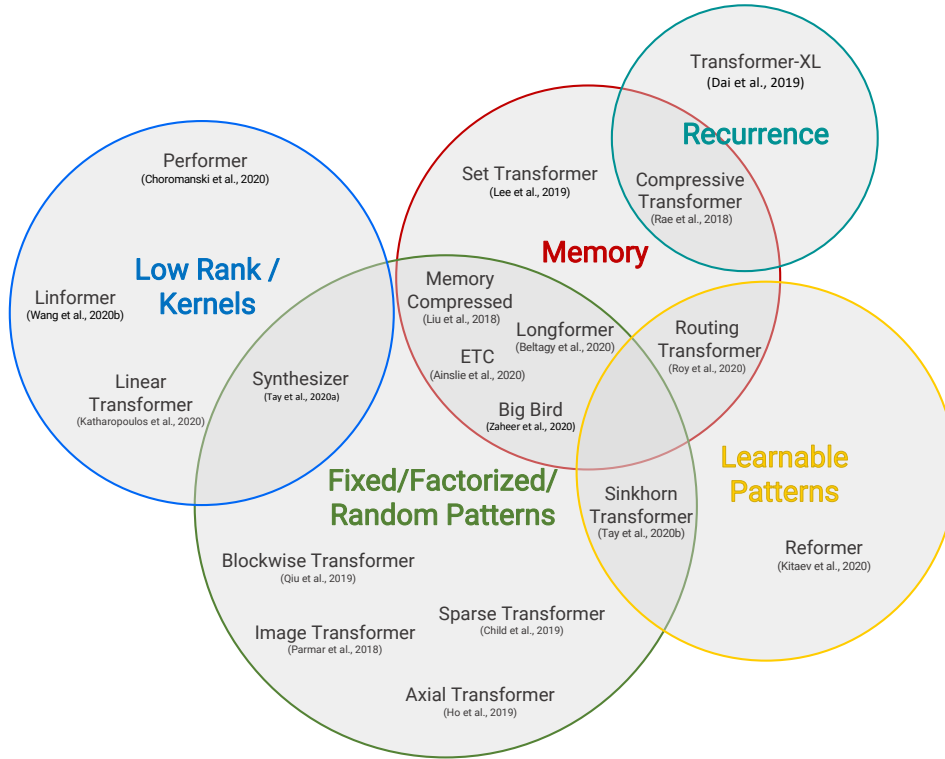 Transformer-XL
(Dai et al., 2019)
Recurrence
Performer
(Choromanski et al., 2020)
Set Transformer
(Lee et al., 2019)
Compressive
Transformer
(Rae et al., 2018)
Memory
Low Rank /
Kernels
Linformer
(Wang et al., 2020b)
Memory
Compressed
(Liu et al., 2018)
Longformer
(Beltagy et al., 2020)
Routing
Transformer
(Roy et al., 2020)
ETC
(Ainslie et al., 2020)
Linear
Transformer
(Katharopoulos et al., 2020)
Synthesizer
(Tay et al., 2020a)
Big Bird
(Zaheer et al., 2020)
Learnable
Patterns
Fixed/Factorized/
Random Patterns
Sinkhorn
Transformer
(Tay et al., 2020b)
Reformer
(Kitaev et al., 2020)
Blockwise Transformer
(Qiu et al., 2019)
Sparse Transformer
(Child et al., 2019)
Image Transformer
(Parmar et al., 2018)
Axial Transformer
(Ho et al., 2019)